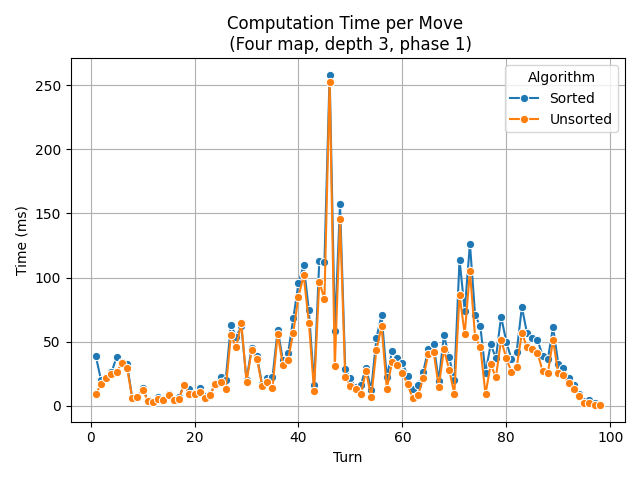 Computation Time per Move
(Four map, depth 3, phase 1)
Algorithm
Sorted
Unsorted
Time (ms)
250
200
150
100
50
0
0 20 40 60 80 100
Turn